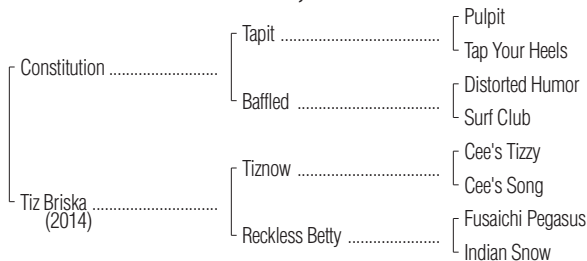 Pulpit
Tapit ..............................
Tap Your Heels
Constitution .........................
Distorted Humor
Baffled ............................
Surf Club
Cee's Tizzy
Tiznow ............................
Cee's Song
Tiz Briska .............................
(2014)
Fusaichi Pegasus
Reckless Betty ..................
Indian Snow